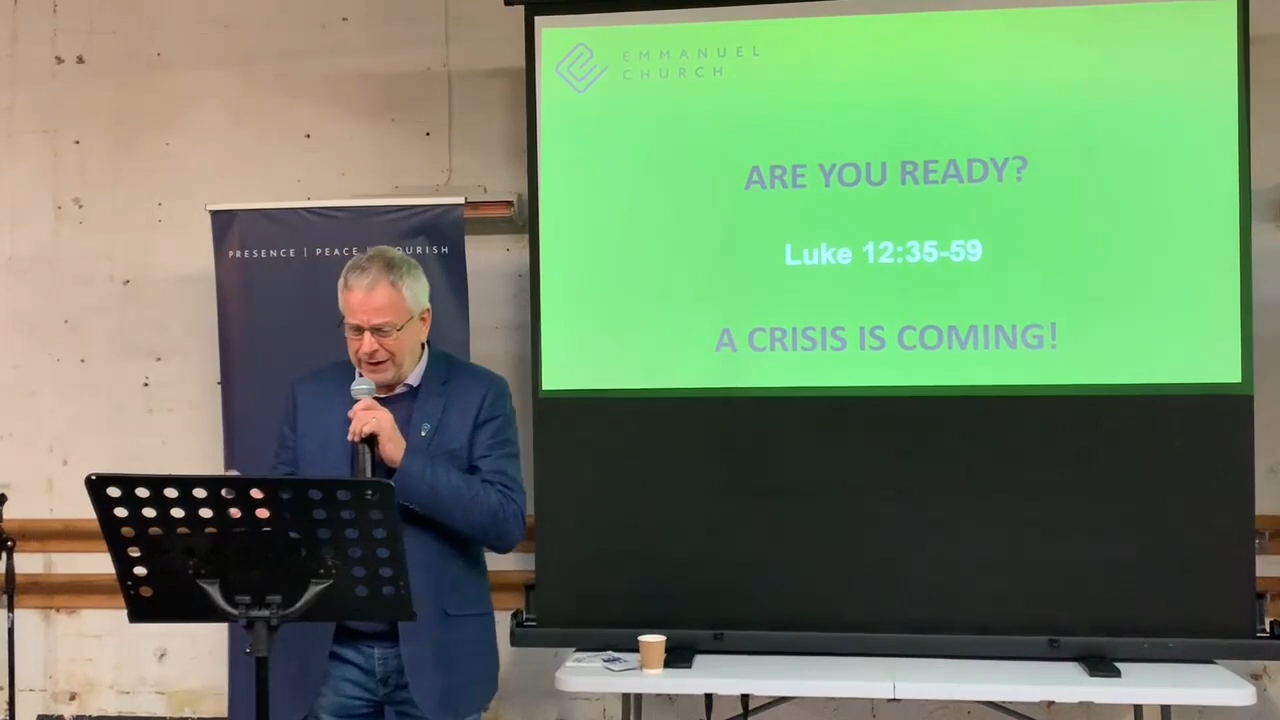 EMMANUEL
CHURCH
ARE YOU READY?
Luke 12:35-59
A CRISIS IS COMING!
PRESENCE | PEACE